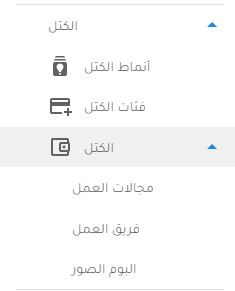 الكتل
أنماط الكتل
فئات الكتل
الكتل
مجالات العمل
فريق العمل
البوم الصور